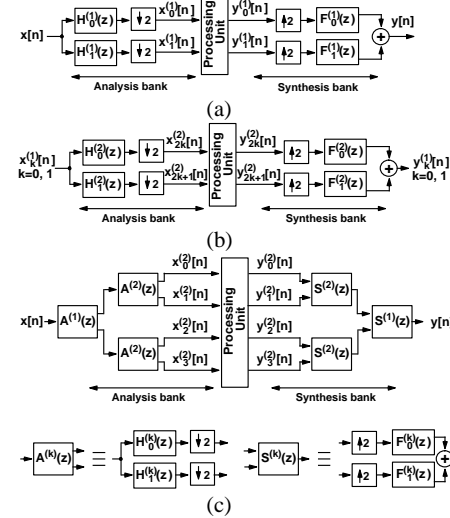 x[n] H₀⁽¹⁾(z) ↓2 x₀⁽¹⁾[n] Processing Unit y₀⁽¹⁾[n] ↑2 F₀⁽¹⁾(z) + y[n]
H₁⁽¹⁾(z) ↓2 x₁⁽¹⁾[n] y₁⁽¹⁾[n] ↑2 F₁⁽¹⁾(z)
Analysis bank Synthesis bank
(a)
xₖ⁽¹⁾[n] k=0, 1 H₀⁽²⁾(z) ↓2 x₂ₖ⁽²⁾[n] Processing Unit y₂ₖ⁽²⁾[n] ↑2 F₀⁽²⁾(z) + yₖ⁽¹⁾[n] k=0, 1
H₁⁽²⁾(z) ↓2 x₂ₖ₊₁⁽²⁾[n] y₂ₖ₊₁⁽²⁾[n] ↑2 F₁⁽²⁾(z)
Analysis bank Synthesis bank
(b)
x₀⁽²⁾[n] Processing Unit y₀⁽²⁾[n]
A⁽²⁾(z) x₁⁽²⁾[n] y₁⁽²⁾[n] S⁽²⁾(z)
x[n] A⁽¹⁾(z) S⁽¹⁾(z) y[n]
x₂⁽²⁾[n] y₂⁽²⁾[n]
A⁽²⁾(z) x₃⁽²⁾[n] y₃⁽²⁾[n] S⁽²⁾(z)
Analysis bank Synthesis bank
A⁽ᵏ⁾(z) ≡ H₀⁽ᵏ⁾(z) ↓2 S⁽ᵏ⁾(z) ≡ ↑2 F₀⁽ᵏ⁾(z) +
H₁⁽ᵏ⁾(z) ↓2 ↑2 F₁⁽ᵏ⁾(z)
(c)